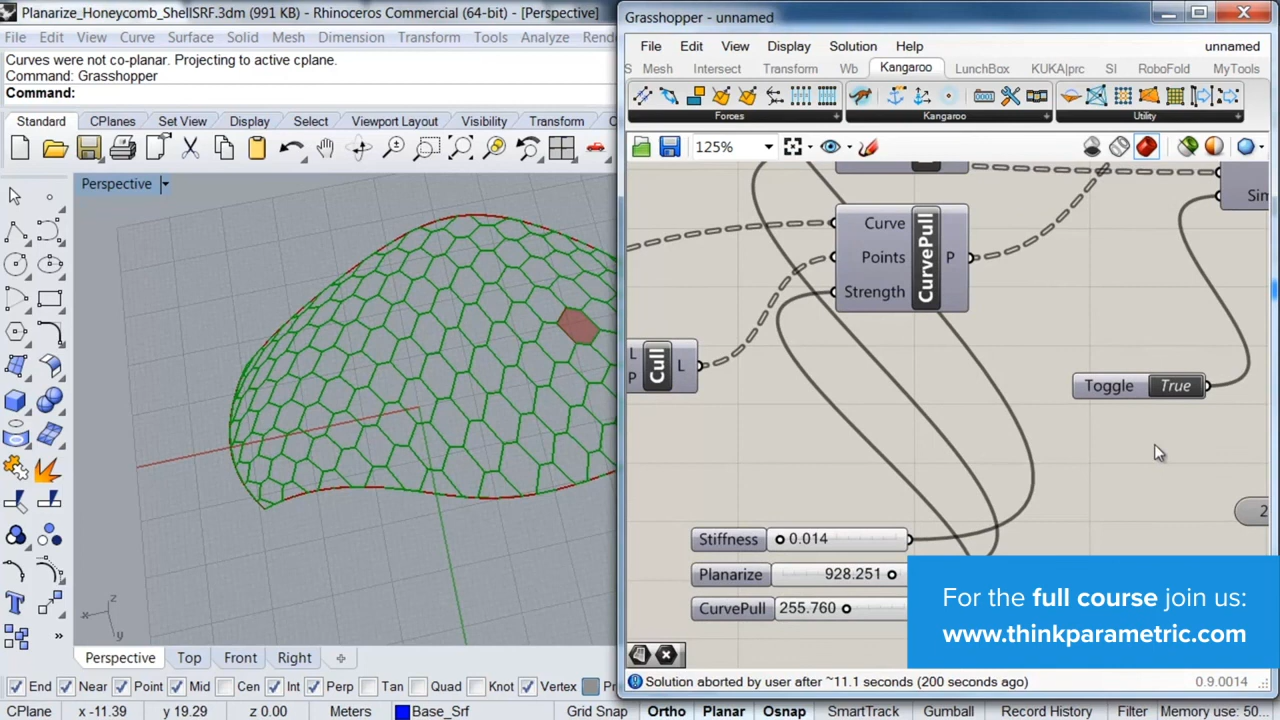 Planarize_Honeycomb_ShellSRF.3dm (991 KB) - Rhinoceros Commercial (64-bit) - [Perspective]
File Edit View Curve Surface Solid Mesh Dimension Transform Tools Analyze Rende
Curves were not co-planar. Projecting to active cplane.
Command: Grasshopper
Command:
Standard CPlanes Set View Display Select Viewport Layout Visibility Transform
Perspective
z
x
y
Perspective Top Front Right
End Near Point Mid Cen Int Perp Tan Quad Knot Vertex
CPlane x -11.39 y 19.29 z 0.00 Meters Base_Srf Grid Snap Ortho Planar Osnap SmartTrack Gumball Record History Filter Memory use: 50...
Grasshopper - unnamed
File Edit View Display Solution Help unnamed
S Mesh Intersect Transform Wb Kangaroo LunchBox KUKA|prc SI RoboFold MyTools
Forces Kangaroo Utility
125%
Sim
Curve
Points
Strength
CurvePull
P
L
P
Cull
L
Toggle True
2
Stiffness 0.014
Planarize 928.251
CurvePull 255.760
For the full course join us:
www.thinkparametric.com
Solution aborted by user after ~11.1 seconds (200 seconds ago) 0.9.0014